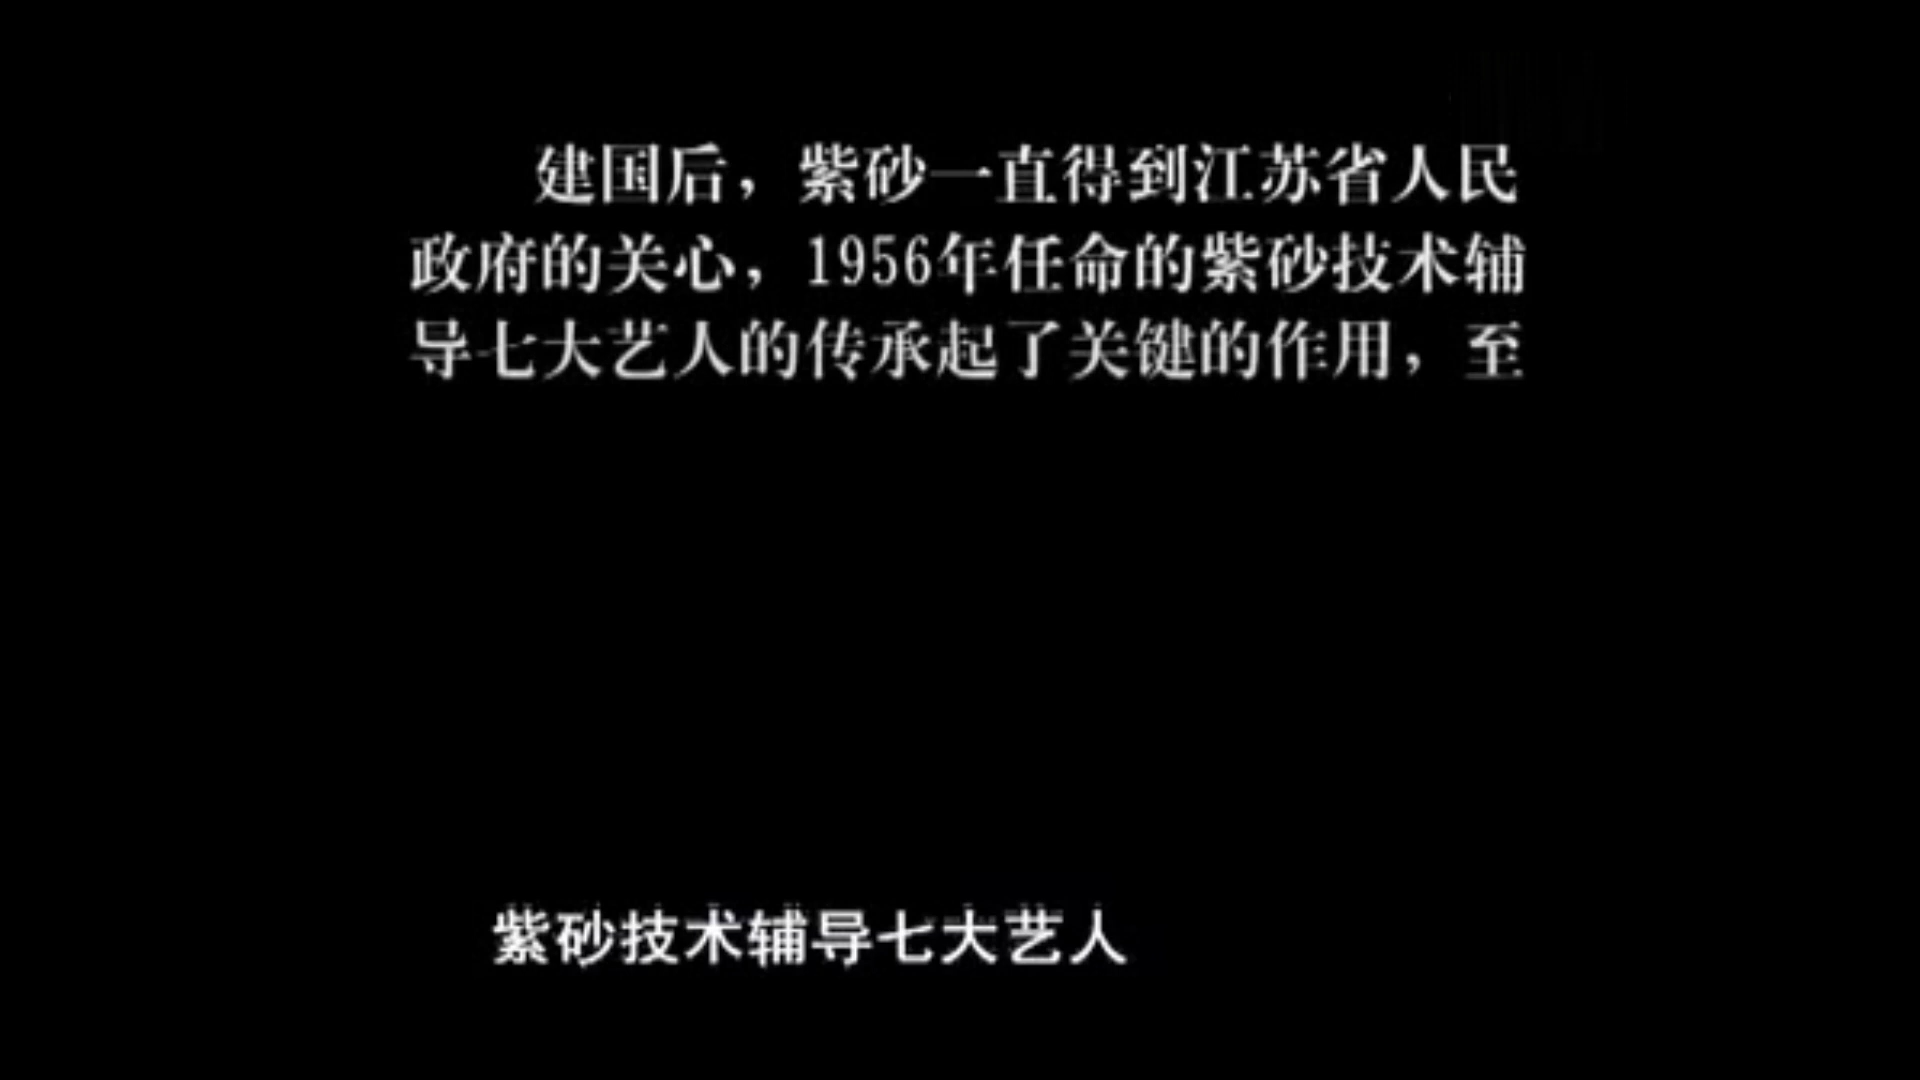 建国后，紫砂一直得到江苏省人民
政府的关心，1956年任命的紫砂技术辅
导七大艺人的传承起了关键的作用，至
紫砂技术辅导七大艺人